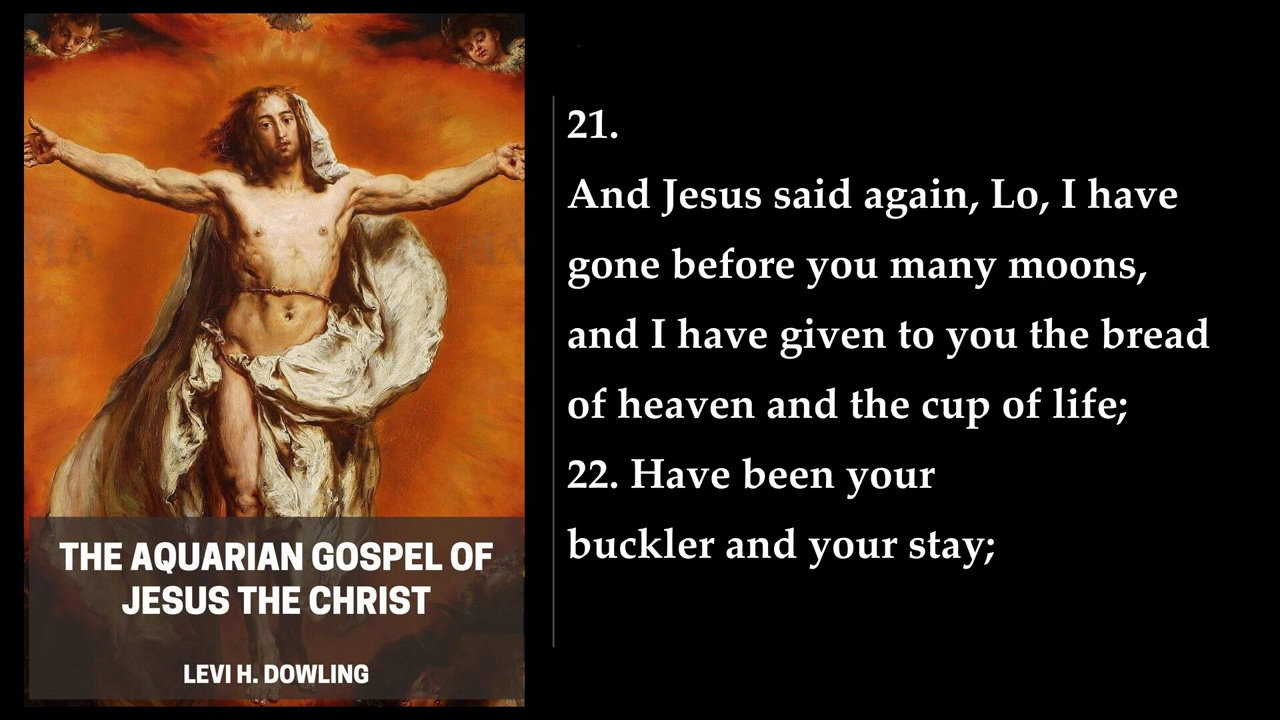 THE AQUARIAN GOSPEL OF
JESUS THE CHRIST
LEVI H. DOWLING
21.
And Jesus said again, Lo, I have
gone before you many moons,
and I have given to you the bread
of heaven and the cup of life;
22. Have been your
buckler and your stay;